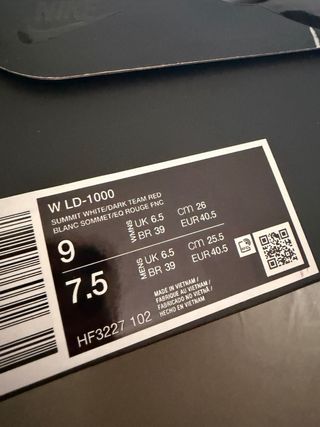 NIKE
W LD-1000
SUMMIT WHITE/DARK TEAM RED
BLANC SOMMET/EQ ROUGE FNC
9 WMNS UK 6.5 CM 26
BR 39 EUR 40.5
7.5 MENS UK 6.5 CM 25.5
BR 39 EUR 40.5
MADE IN VIETNAM /
FABRIQUÉ AU VIETNAM /
FABRICADO NO VIETNÃ /
HECHO EN VIETNAM
HF3227 102